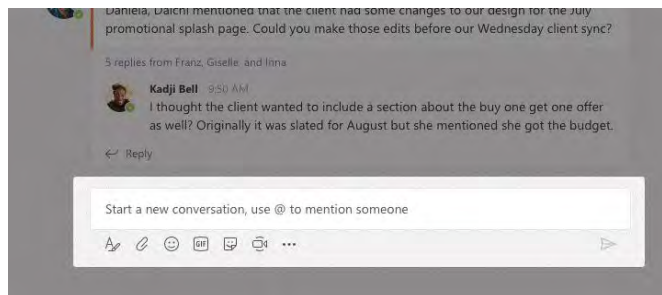 Daniela, Daichi mentioned that the client had some changes to our design for the July
promotional splash page. Could you make those edits before our Wednesday client sync?
5 replies from Franz, Giselle, and Inna
Kadji Bell 9:50 AM
I thought the client wanted to include a section about the buy one get one offer
as well? Originally it was slated for August but she mentioned she got the budget.
Reply
Start a new conversation, use @ to mention someone
GIF